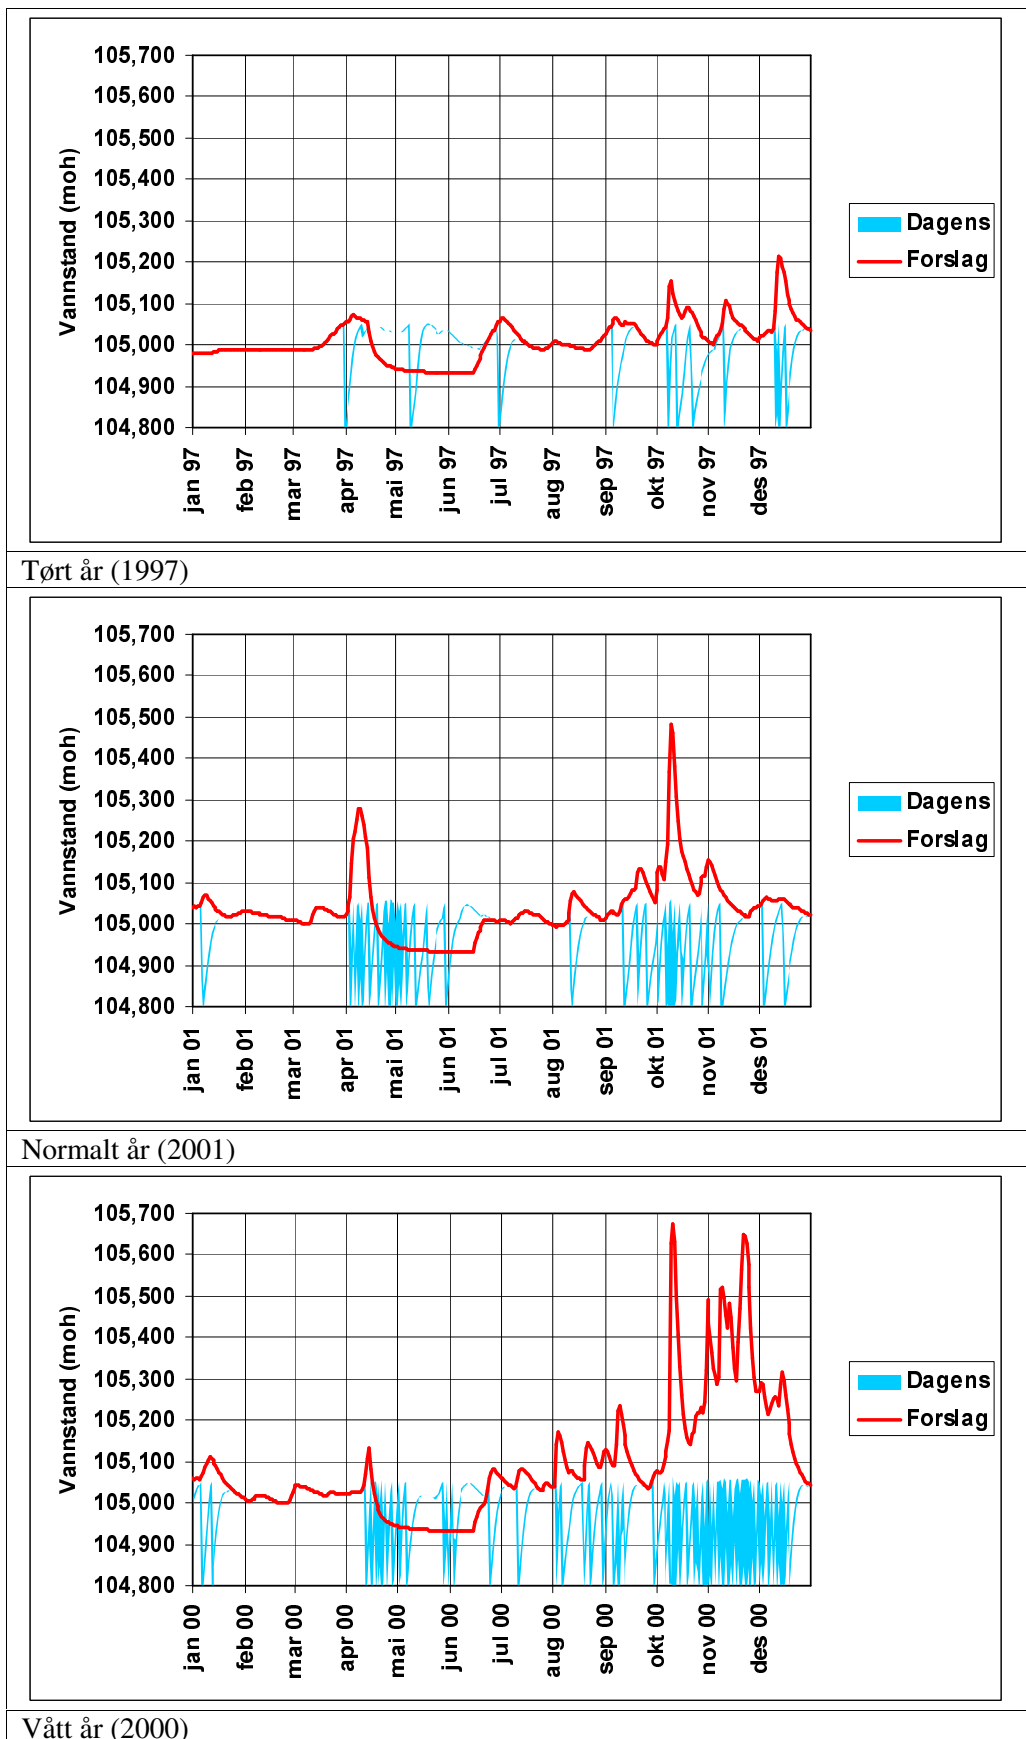 105,700
105,600
105,500
105,400
105,300
105,200
105,100
105,000
104,900
104,800
Vannstand (moh)
jan 97
feb 97
mar 97
apr 97
mai 97
jun 97
jul 97
aug 97
sep 97
okt 97
nov 97
des 97
Dagens
Forslag
Tørt år (1997)
105,700
105,600
105,500
105,400
105,300
105,200
105,100
105,000
104,900
104,800
Vannstand (moh)
jan 01
feb 01
mar 01
apr 01
mai 01
jun 01
jul 01
aug 01
sep 01
okt 01
nov 01
des 01
Dagens
Forslag
Normalt år (2001)
105,700
105,600
105,500
105,400
105,300
105,200
105,100
105,000
104,900
104,800
Vannstand (moh)
jan 00
feb 00
mar 00
apr 00
mai 00
jun 00
jul 00
aug 00
sep 00
okt 00
nov 00
des 00
Dagens
Forslag
Vått år (2000)